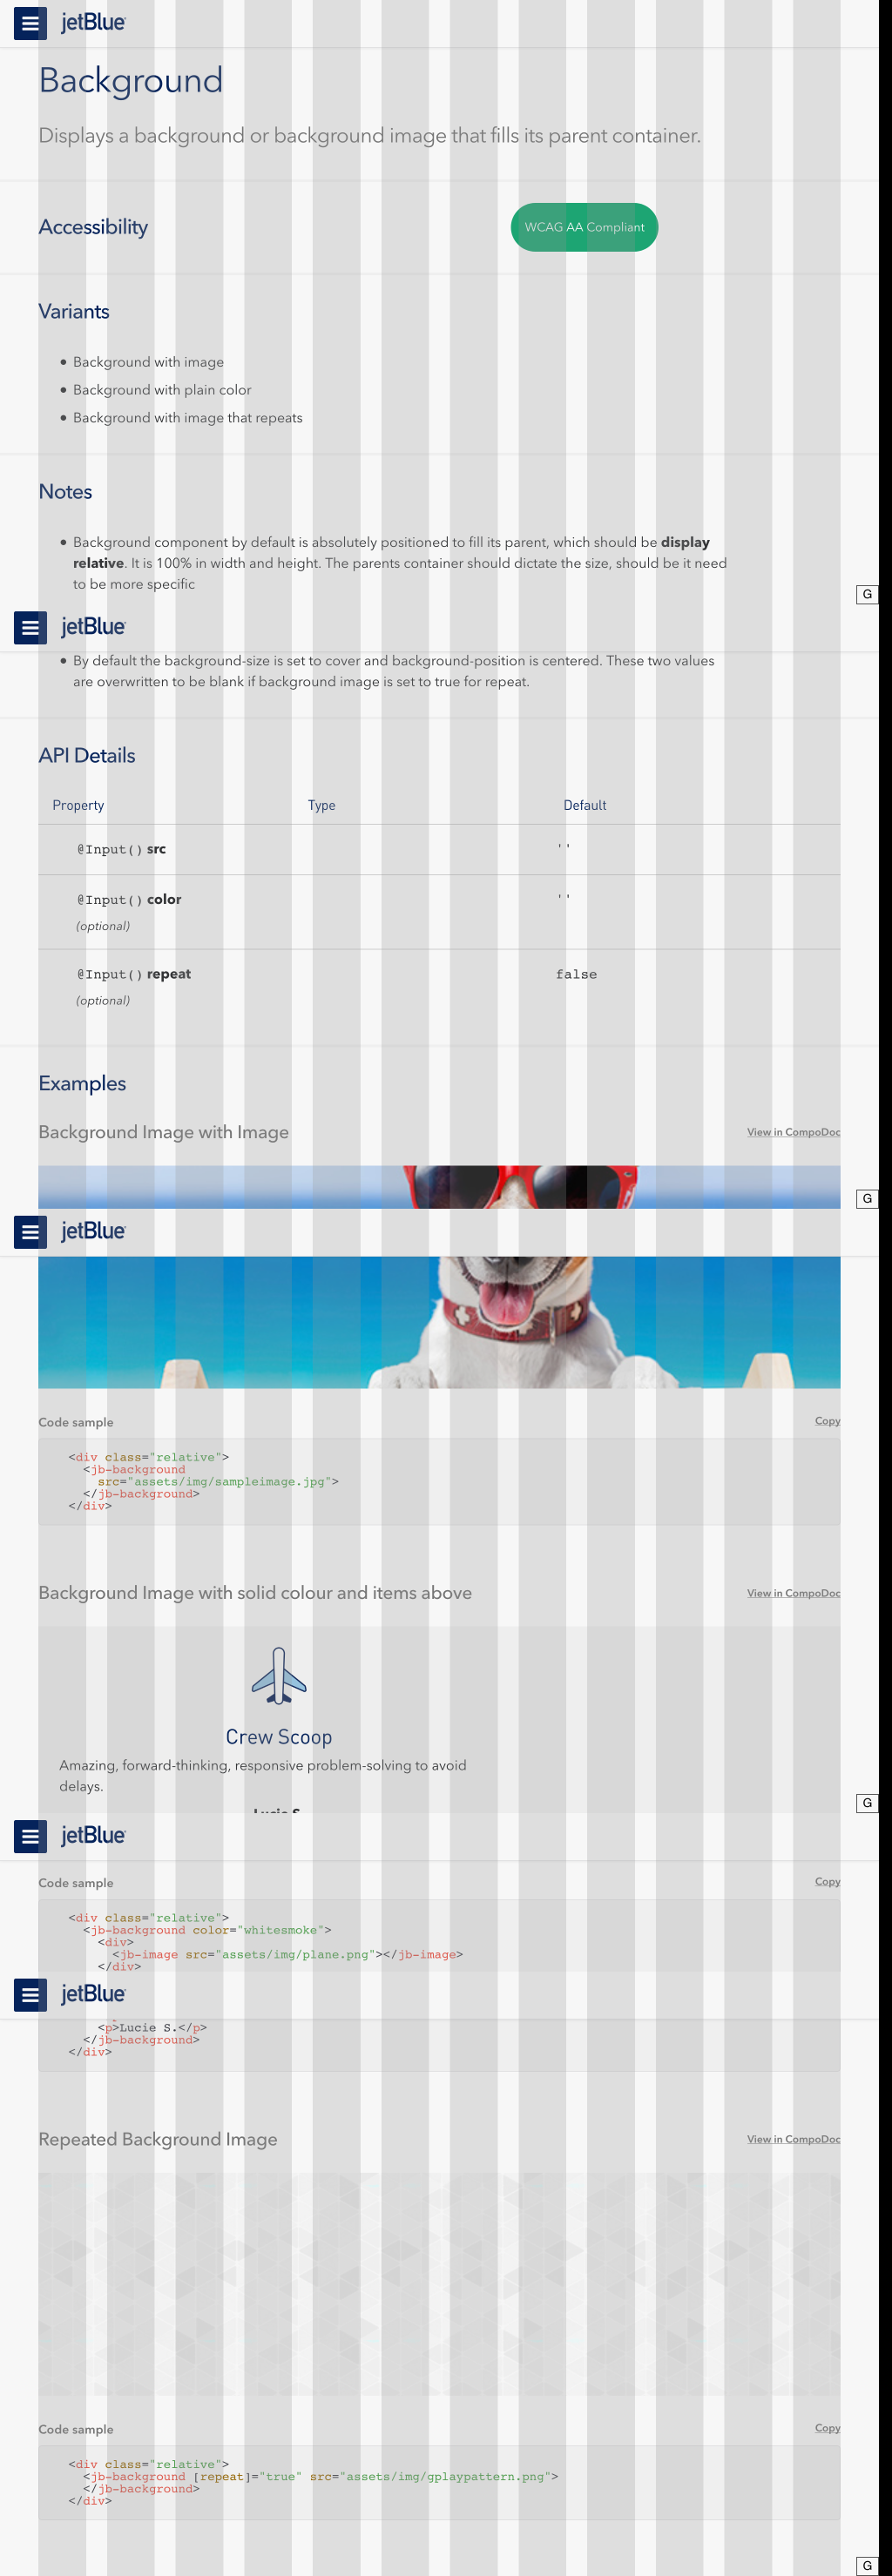 jetBlue
Background
Displays a background or background image that fills its parent container.
Accessibility
WCAG AA Compliant
Variants
Background with image
Background with plain color
Background with image that repeats
Notes
Background component by default is absolutely positioned to fill its parent, which should be display
relative. It is 100% in width and height. The parents container should dictate the size, should be it need
to be more specific
G
jetBlue
By default the background-size is set to cover and background-position is centered. These two values
are overwritten to be blank if background image is set to true for repeat.
API Details
Property Type Default
@Input() src ''
@Input() color ''
(optional)
@Input() repeat false
(optional)
Examples
Background Image with Image View in CompoDoc
G
jetBlue
Code sample Copy
<div class="relative">
<jb-background
src="assets/img/sampleimage.jpg">
</jb-background>
</div>
Background Image with solid colour and items above View in CompoDoc
Crew Scoop
Amazing, forward-thinking, responsive problem-solving to avoid
delays.
Lucie S.
G
jetBlue
Code sample Copy
<div class="relative">
<jb-background color="whitesmoke">
<div>
<jb-image src="assets/img/plane.png"></jb-image>
</div>
jetBlue
<p>Lucie S.</p>
</jb-background>
</div>
Repeated Background Image View in CompoDoc
Code sample Copy
<div class="relative">
<jb-background [repeat]="true" src="assets/img/gplaypattern.png">
</jb-background>
</div>
G